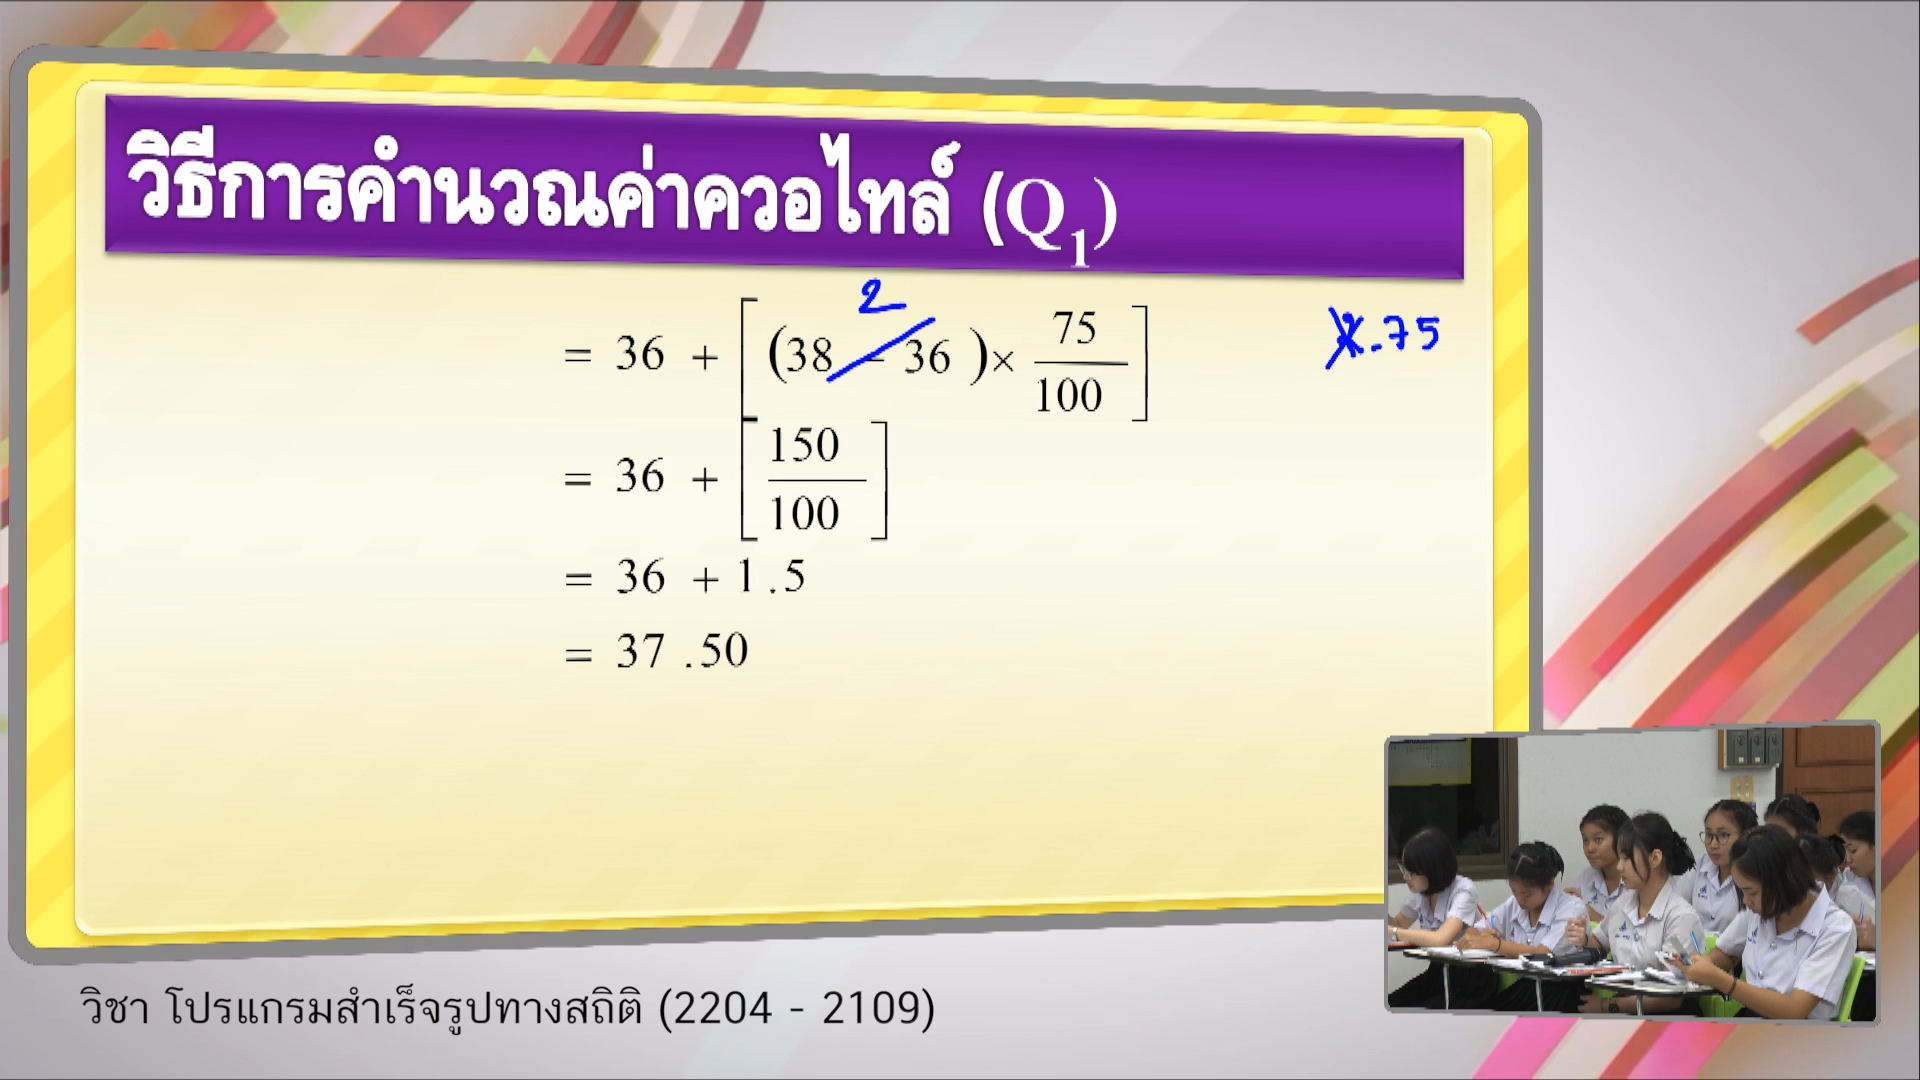 วิธีการคำนวณค่าควอไทล์ (Q₁)
2
= 36 + [ (38 - 36 ) × 75/100 ]
.75
= 36 + [ 150/100 ]
= 36 + 1 .5
= 37 .50
วิชา โปรแกรมสำเร็จรูปทางสถิติ (2204 - 2109)